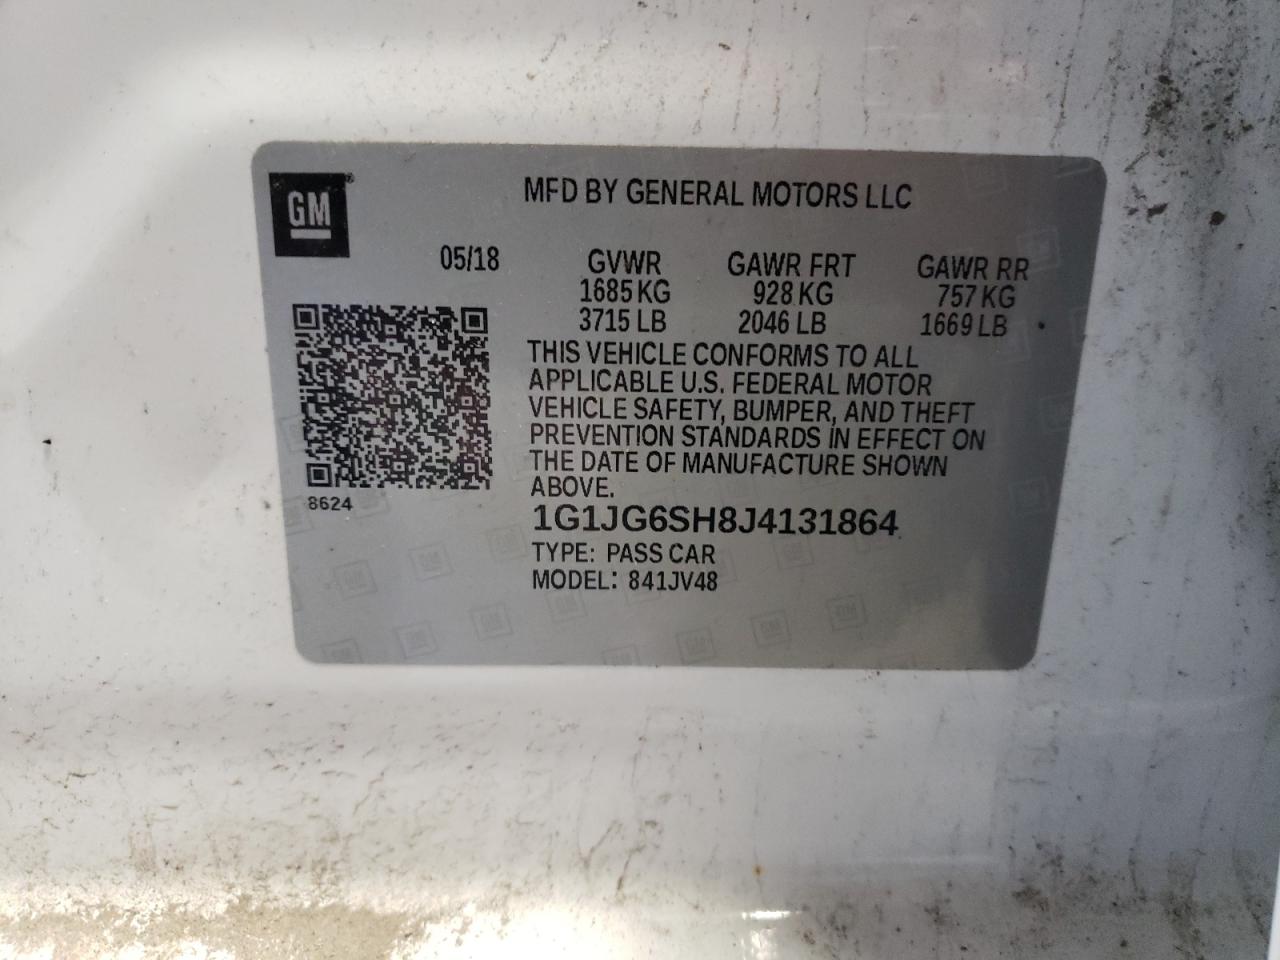 GM
MFD BY GENERAL MOTORS LLC
05/18 GVWR GAWR FRT GAWR RR
1685 KG 928 KG 757 KG
3715 LB 2046 LB 1669 LB
THIS VEHICLE CONFORMS TO ALL
APPLICABLE U.S. FEDERAL MOTOR
VEHICLE SAFETY, BUMPER, AND THEFT
PREVENTION STANDARDS IN EFFECT ON
THE DATE OF MANUFACTURE SHOWN
ABOVE.
8624
1G1JG6SH8J4131864
TYPE: PASS CAR
MODEL: 841JV48